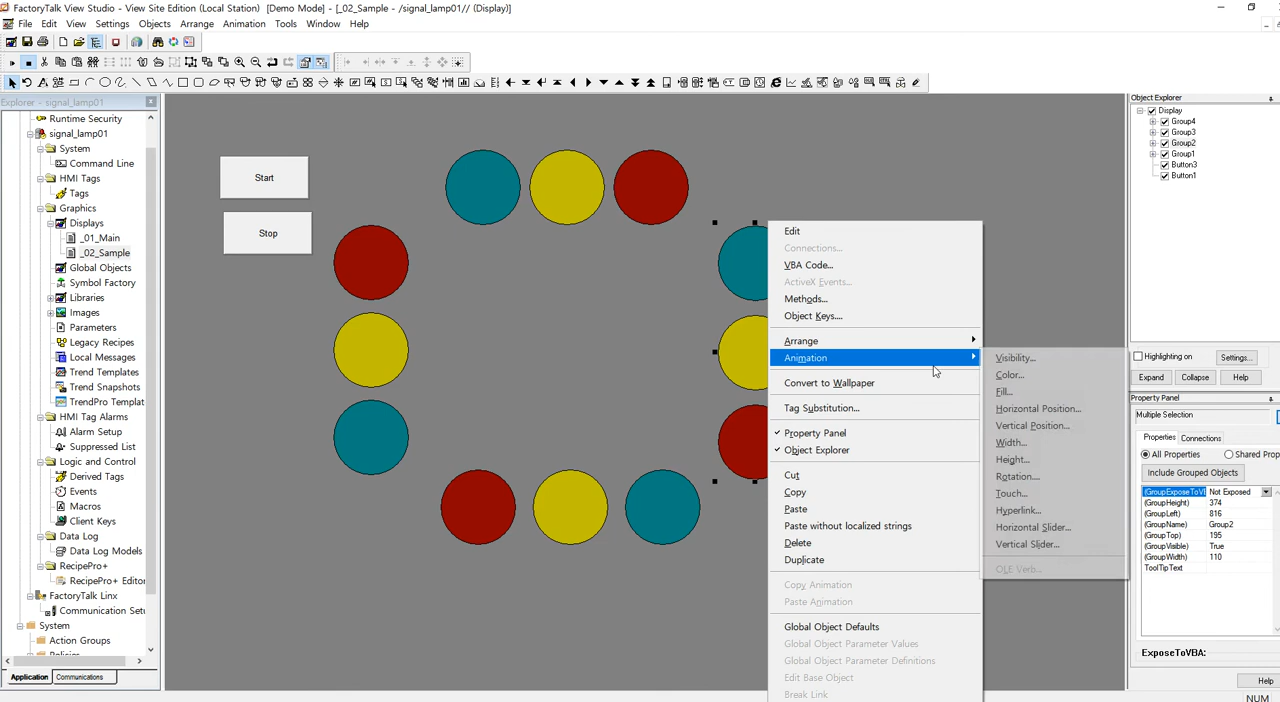 FactoryTalk View Studio - View Site Edition (Local Station)    [Demo Mode] - [_02_Sample - /signal_lamp01// (Display)]
File Edit View Settings Objects Arrange Animation Tools Window Help
Explorer - signal_lamp01
Runtime Security
signal_lamp01
System
Command Line
HMI Tags
Tags
Graphics
Displays
_01_Main
_02_Sample
Global Objects
Symbol Factory
Libraries
Images
Parameters
Legacy Recipes
Local Messages
Trend Templates
Trend Snapshots
TrendPro Templat
HMI Tag Alarms
Alarm Setup
Suppressed List
Logic and Control
Derived Tags
Events
Macros
Client Keys
Data Log
Data Log Models
RecipePro+
RecipePro+ Editor
FactoryTalk Linx
Communication Setu
System
Action Groups
Application Communications
Start
Stop
Edit
Connections...
VBA Code...
ActiveX Events...
Methods...
Object Keys....
Arrange
Animation
Convert to Wallpaper
Tag Substitution...
Property Panel
Object Explorer
Cut
Copy
Paste
Paste without localized strings
Delete
Duplicate
Copy Animation
Paste Animation
Global Object Defaults
Global Object Parameter Values
Global Object Parameter Definitions
Edit Base Object
Break Link
Visibility...
Color...
Fill...
Horizontal Position...
Vertical Position...
Width...
Height...
Rotation...
Touch...
Hyperlink...
Horizontal Slider...
Vertical Slider...
OLE Verb...
Object Explorer
Display
Group4
Group3
Group2
Group1
Button3
Button1
Highlighting on Settings...
Expand Collapse Help
Property Panel
Multiple Selection
Properties Connections
All Properties Shared Prop
Include Grouped Objects
(GroupExposeToVI Not Exposed
(GroupHeight) 374
(GroupLeft) 816
(GroupName) Group2
(GroupTop) 195
(GroupVisible) True
(GroupWidth) 110
ToolTipText
ExposeToVBA:
Help
NUM